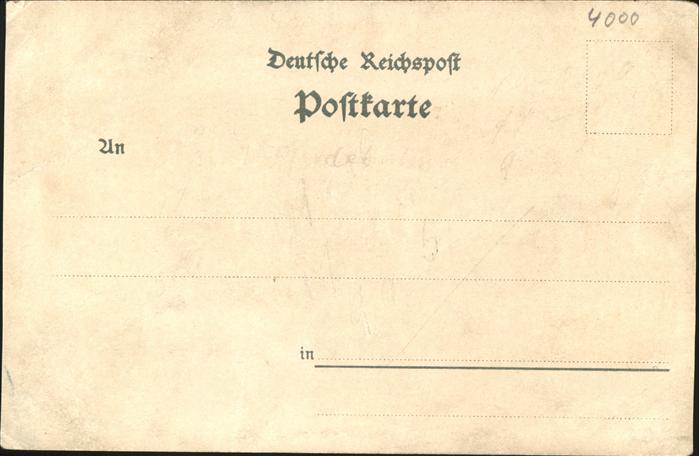 4000
Deutsche Reichspost
Postkarte
An
in